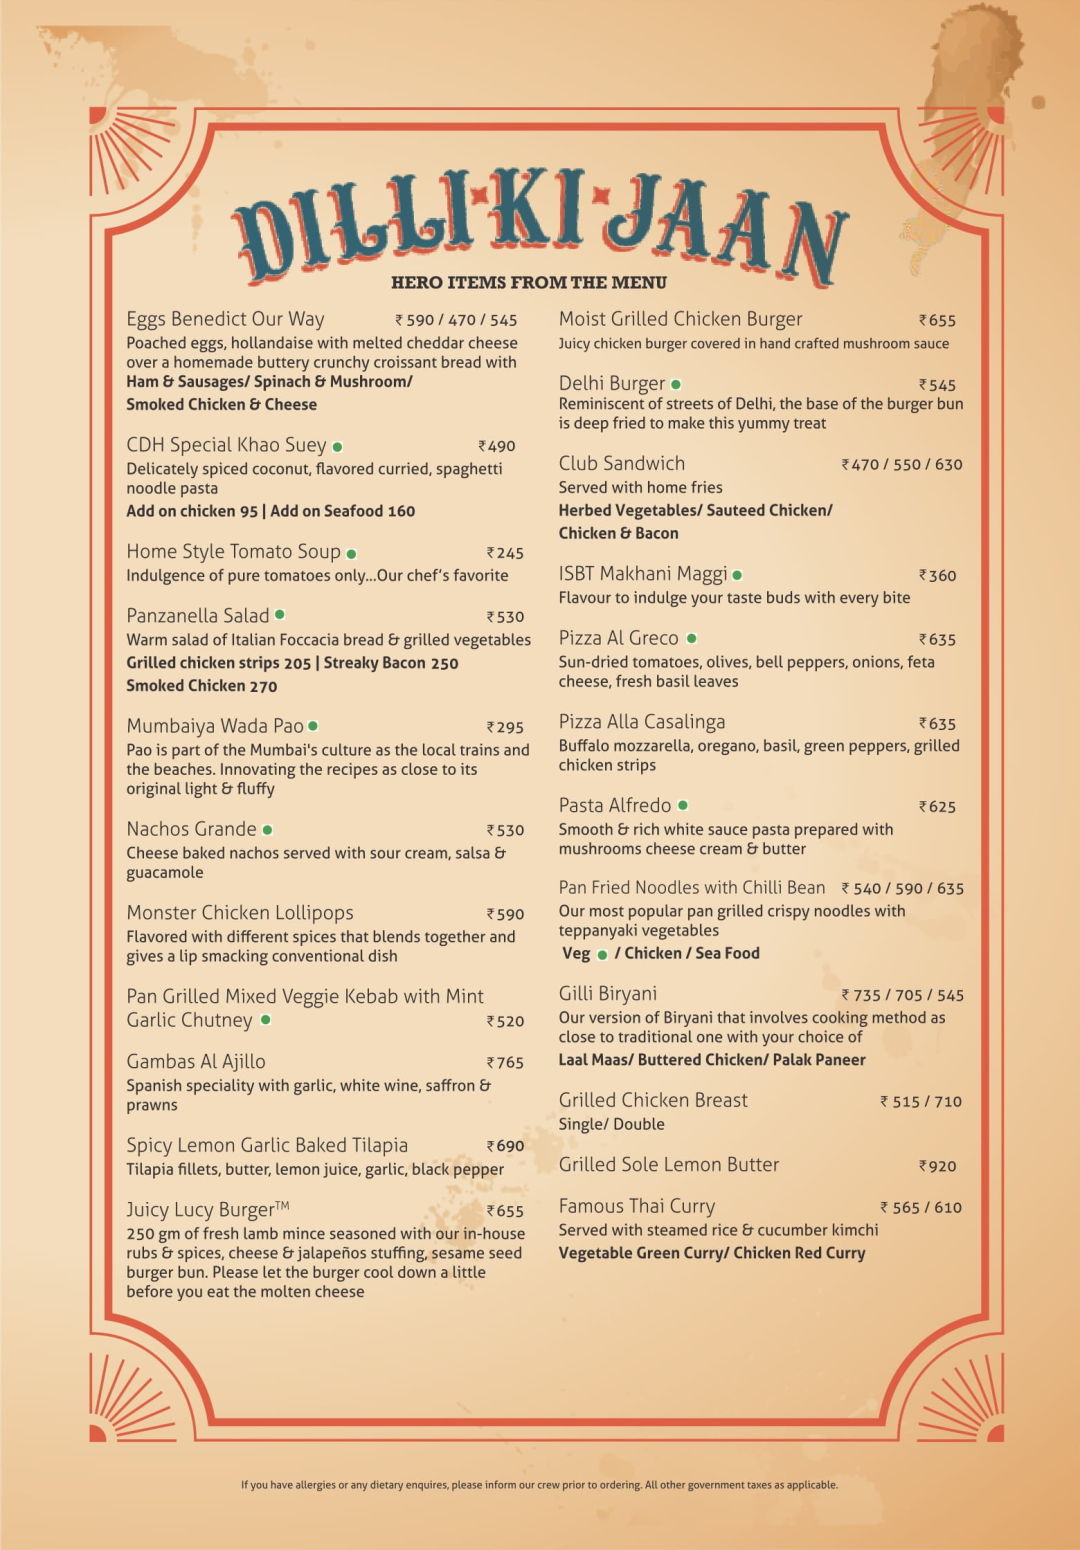 DILLI KI JAAN
HERO ITEMS FROM THE MENU
Eggs Benedict Our Way ₹ 590 / 470 / 545
Poached eggs, hollandaise with melted cheddar cheese
over a homemade buttery crunchy croissant bread with
Ham & Sausages/ Spinach & Mushroom/
Smoked Chicken & Cheese
CDH Special Khao Suey ₹490
Delicately spiced coconut, flavored curried, spaghetti
noodle pasta
Add on chicken 95 | Add on Seafood 160
Home Style Tomato Soup ₹245
Indulgence of pure tomatoes only...Our chef's favorite
Panzanella Salad ₹530
Warm salad of Italian Foccacia bread & grilled vegetables
Grilled chicken strips 205 | Streaky Bacon 250
Smoked Chicken 270
Mumbaiya Wada Pao ₹295
Pao is part of the Mumbai's culture as the local trains and
the beaches. Innovating the recipes as close to its
original light & fluffy
Nachos Grande ₹530
Cheese baked nachos served with sour cream, salsa &
guacamole
Monster Chicken Lollipops ₹590
Flavored with different spices that blends together and
gives a lip smacking conventional dish
Pan Grilled Mixed Veggie Kebab with Mint
Garlic Chutney ₹520
Gambas Al Ajillo ₹765
Spanish speciality with garlic, white wine, saffron &
prawns
Spicy Lemon Garlic Baked Tilapia ₹690
Tilapia fillets, butter, lemon juice, garlic, black pepper
Juicy Lucy Burger™ ₹655
250 gm of fresh lamb mince seasoned with our in-house
rubs & spices, cheese & jalapeños stuffing, sesame seed
burger bun. Please let the burger cool down a little
before you eat the molten cheese
Moist Grilled Chicken Burger ₹655
Juicy chicken burger covered in hand crafted mushroom sauce
Delhi Burger ₹545
Reminiscent of streets of Delhi, the base of the burger bun
is deep fried to make this yummy treat
Club Sandwich ₹470 / 550 / 630
Served with home fries
Herbed Vegetables/ Sauteed Chicken/
Chicken & Bacon
ISBT Makhani Maggi ₹360
Flavour to indulge your taste buds with every bite
Pizza Al Greco ₹635
Sun-dried tomatoes, olives, bell peppers, onions, feta
cheese, fresh basil leaves
Pizza Alla Casalinga ₹635
Buffalo mozzarella, oregano, basil, green peppers, grilled
chicken strips
Pasta Alfredo ₹625
Smooth & rich white sauce pasta prepared with
mushrooms cheese cream & butter
Pan Fried Noodles with Chilli Bean ₹ 540 / 590 / 635
Our most popular pan grilled crispy noodles with
teppanyaki vegetables
Veg / Chicken / Sea Food
Gilli Biryani ₹ 735 / 705 / 545
Our version of Biryani that involves cooking method as
close to traditional one with your choice of
Laal Maas/ Buttered Chicken/ Palak Paneer
Grilled Chicken Breast ₹ 515 / 710
Single/ Double
Grilled Sole Lemon Butter ₹920
Famous Thai Curry ₹ 565 / 610
Served with steamed rice & cucumber kimchi
Vegetable Green Curry/ Chicken Red Curry
If you have allergies or any dietary enquires, please inform our crew prior to ordering. All other government taxes as applicable.